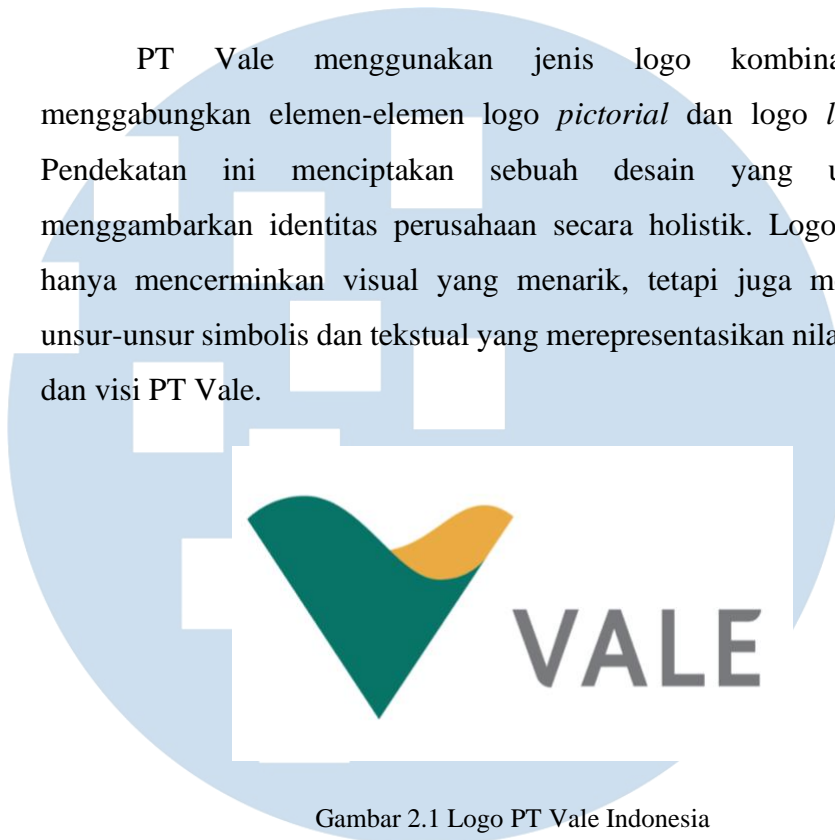 PT Vale menggunakan jenis logo kombina
menggabungkan elemen-elemen logo pictorial dan logo l
Pendekatan ini menciptakan sebuah desain yang u
menggambarkan identitas perusahaan secara holistik. Logo
hanya mencerminkan visual yang menarik, tetapi juga m
unsur-unsur simbolis dan tekstual yang merepresentasikan nila
dan visi PT Vale.
VALE
Gambar 2.1 Logo PT Vale Indonesia